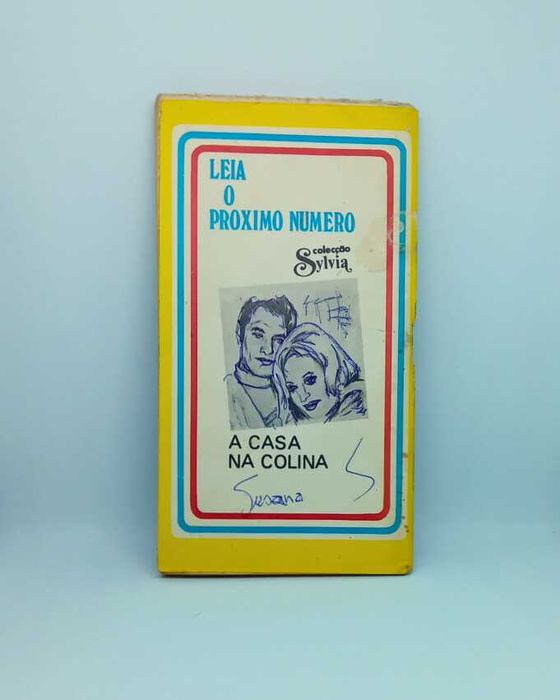 LEIA
O
PROXIMO NUMERO
colecção
Sylvia
A CASA
NA COLINA
Susana S